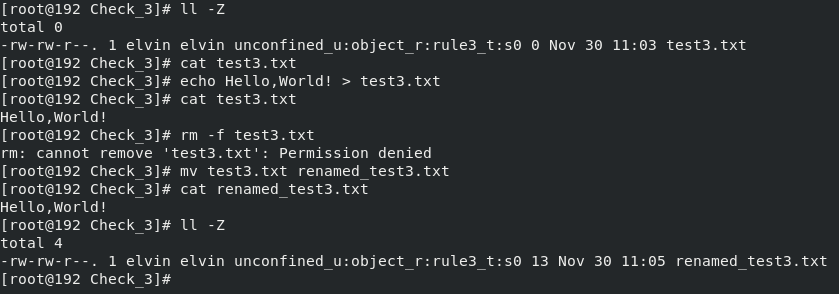 [root@192 Check_3]# ll -Z
total 0
-rw-rw-r--. 1 elvin elvin unconfined_u:object_r:rule3_t:s0 0 Nov 30 11:03 test3.txt
[root@192 Check_3]# cat test3.txt
[root@192 Check_3]# echo Hello,World! > test3.txt
[root@192 Check_3]# cat test3.txt
Hello,World!
[root@192 Check_3]# rm -f test3.txt
rm: cannot remove 'test3.txt': Permission denied
[root@192 Check_3]# mv test3.txt renamed_test3.txt
[root@192 Check_3]# cat renamed_test3.txt
Hello,World!
[root@192 Check_3]# ll -Z
total 4
-rw-rw-r--. 1 elvin elvin unconfined_u:object_r:rule3_t:s0 13 Nov 30 11:05 renamed_test3.txt
[root@192 Check_3]#